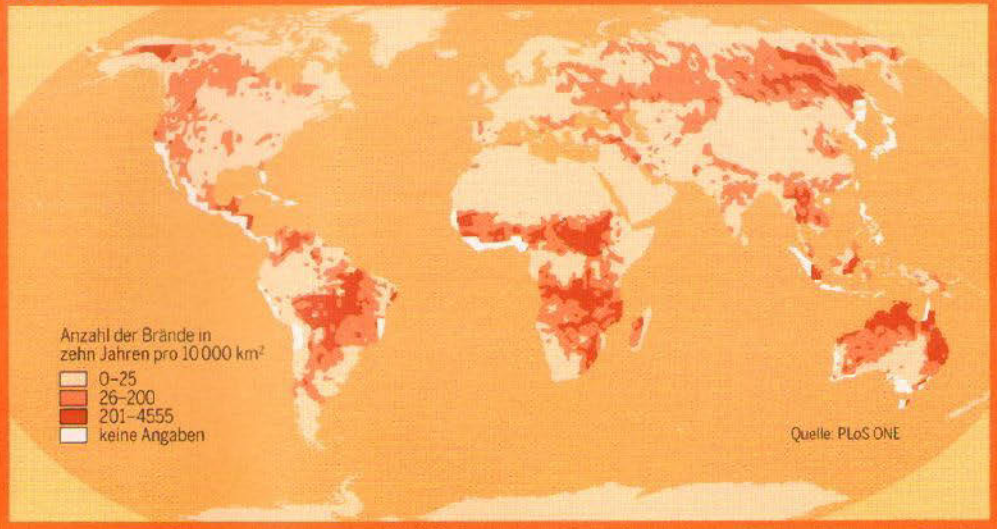 Anzahl der Brände in
zehn Jahren pro 10 000 km²
0–25
26–200
201–4555
keine Angaben
Quelle: PLoS ONE